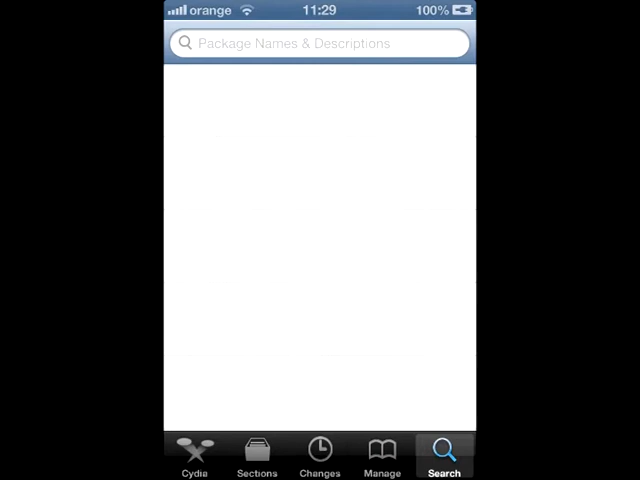 orange 11:29 100%
Package Names & Descriptions
Cydia Sections Changes Manage Search